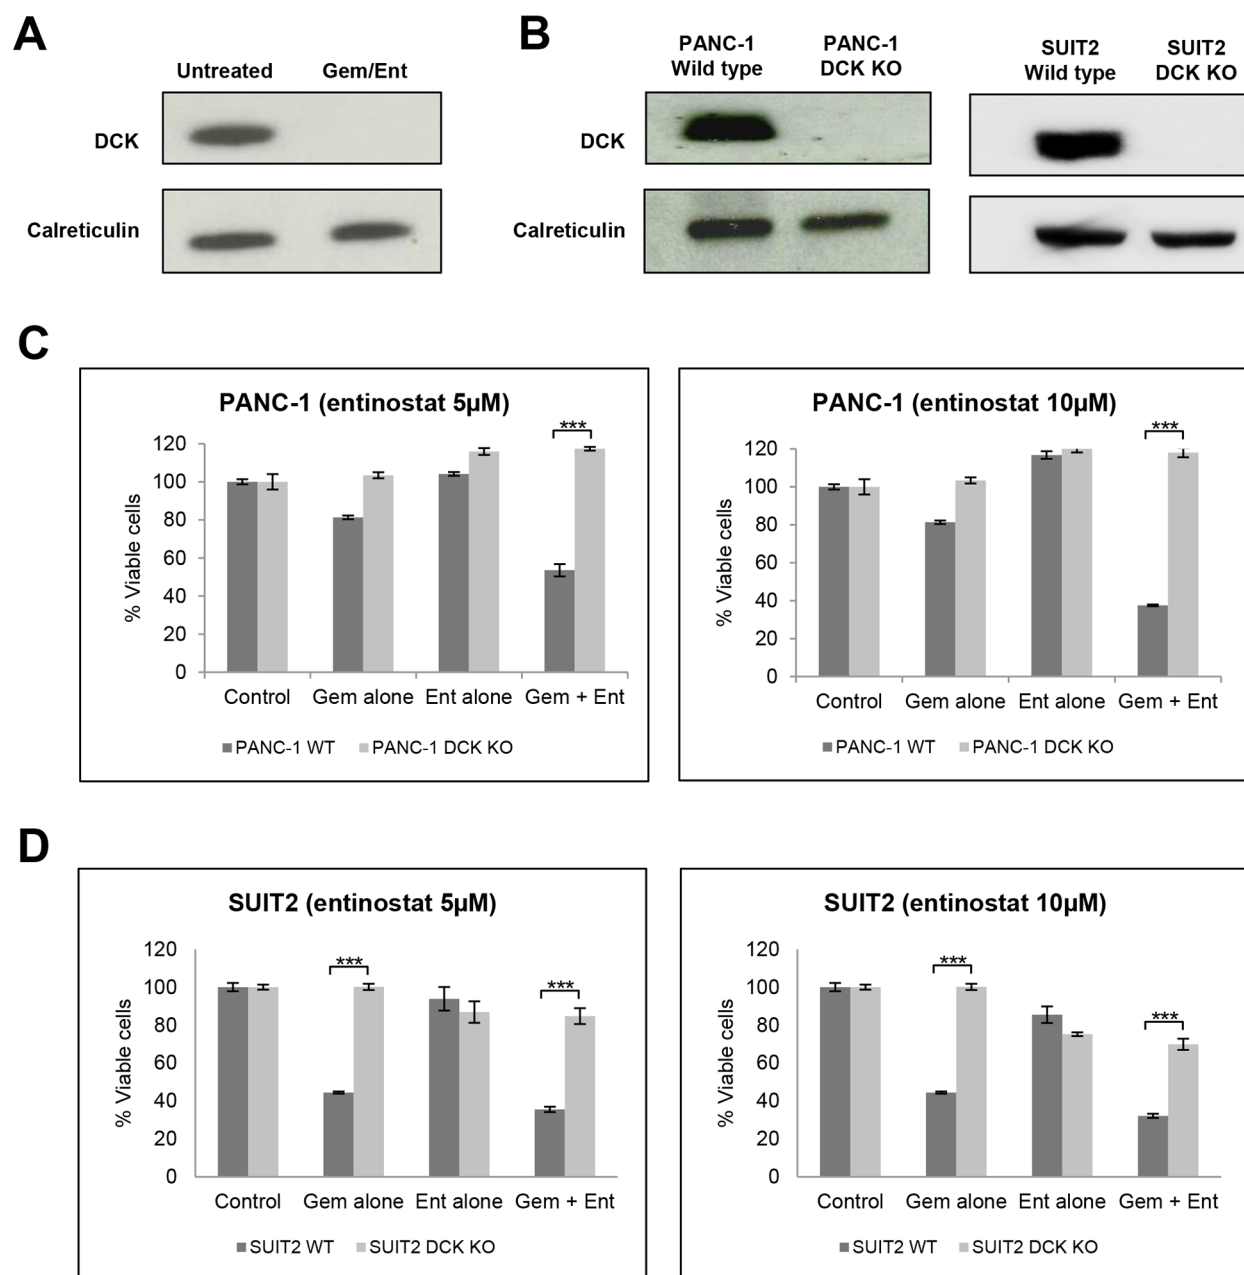 A
Untreated Gem/Ent
DCK
Calreticulin
B
PANC-1 Wild type
PANC-1 DCK KO
SUIT2 Wild type
SUIT2 DCK KO
DCK
Calreticulin
C
PANC-1 (entinostat 5µM)
% Viable cells
120
100
80
60
40
20
0
***
Control Gem alone Ent alone Gem + Ent
PANC-1 WT PANC-1 DCK KO
PANC-1 (entinostat 10µM)
% Viable cells
120
100
80
60
40
20
0
***
Control Gem alone Ent alone Gem + Ent
PANC-1 WT PANC-1 DCK KO
D
SUIT2 (entinostat 5µM)
% Viable cells
120
100
80
60
40
20
0
***
***
Control Gem alone Ent alone Gem + Ent
SUIT2 WT SUIT2 DCK KO
SUIT2 (entinostat 10µM)
% Viable cells
120
100
80
60
40
20
0
***
***
Control Gem alone Ent alone Gem + Ent
SUIT2 WT SUIT2 DCK KO